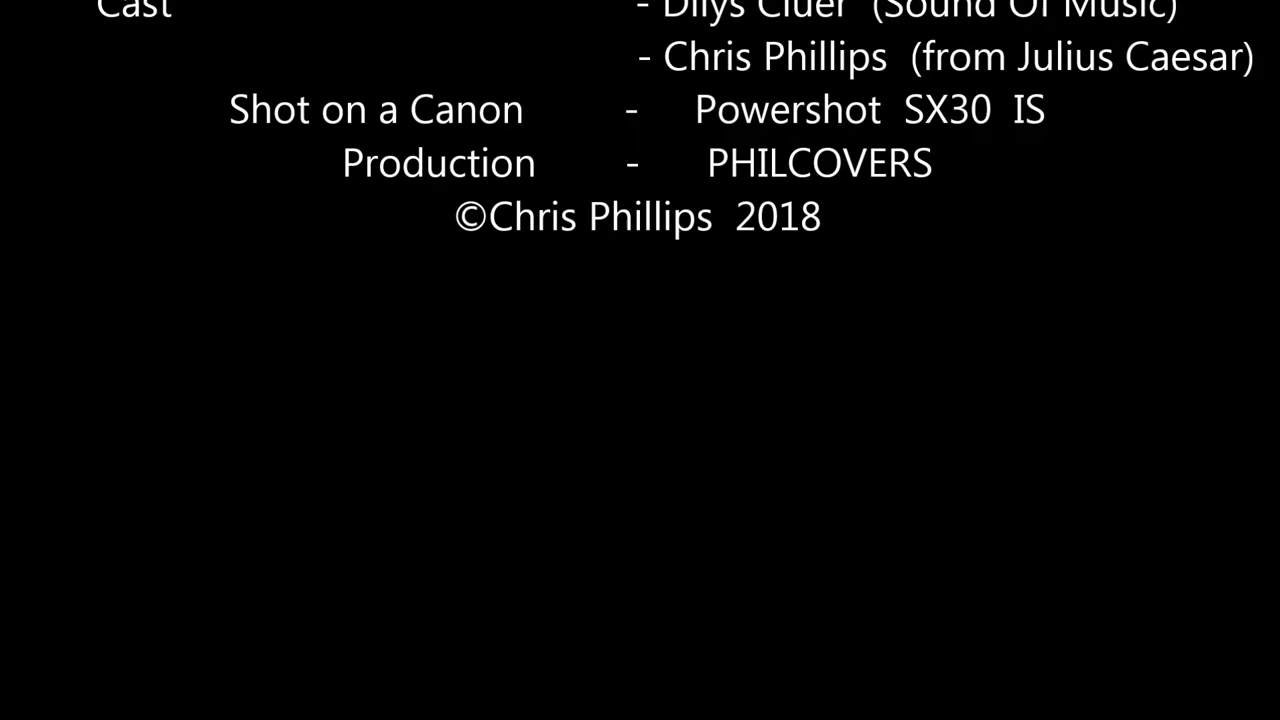 Cast - Dilys Cluer (Sound Of Music)
- Chris Phillips (from Julius Caesar)
Shot on a Canon - Powershot SX30 IS
Production - PHILCOVERS
©Chris Phillips 2018